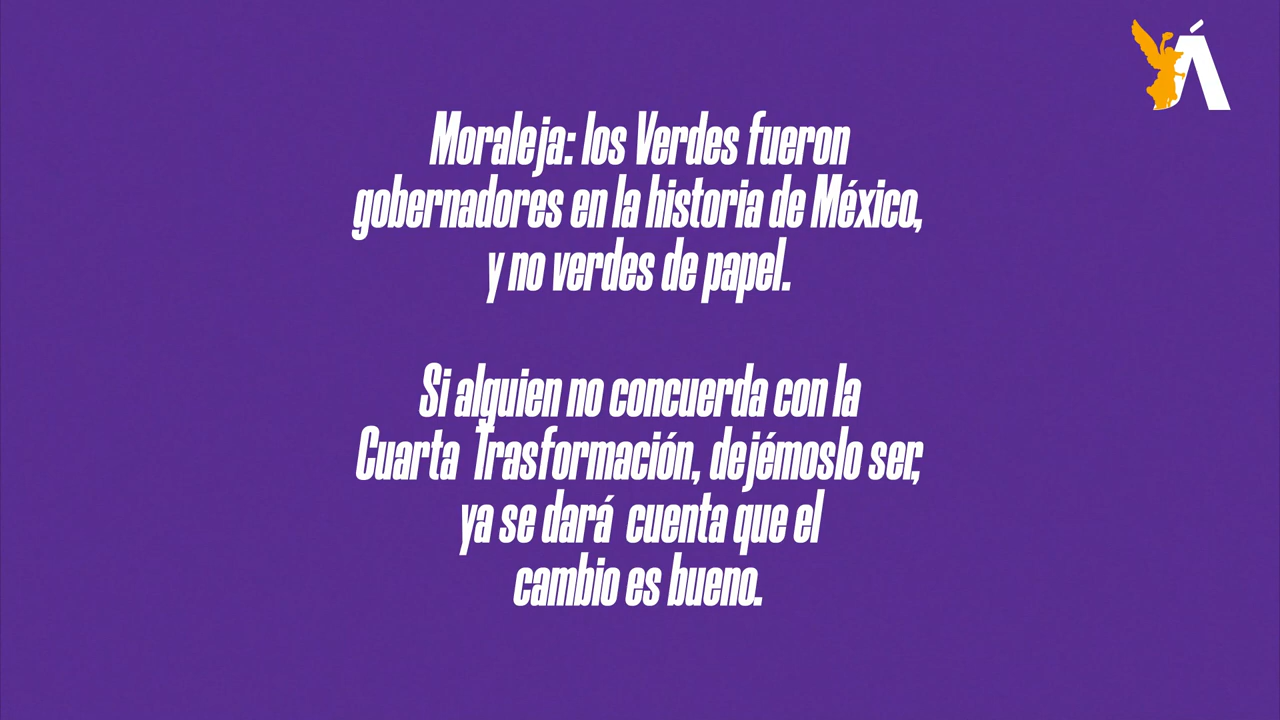 Á
Moraleja: los Verdes fueron
gobernadores en la historia de México,
y no verdes de papel.
Si alguien no concuerda con la
Cuarta Trasformación, dejémoslo ser,
ya se dará cuenta que el
cambio es bueno.